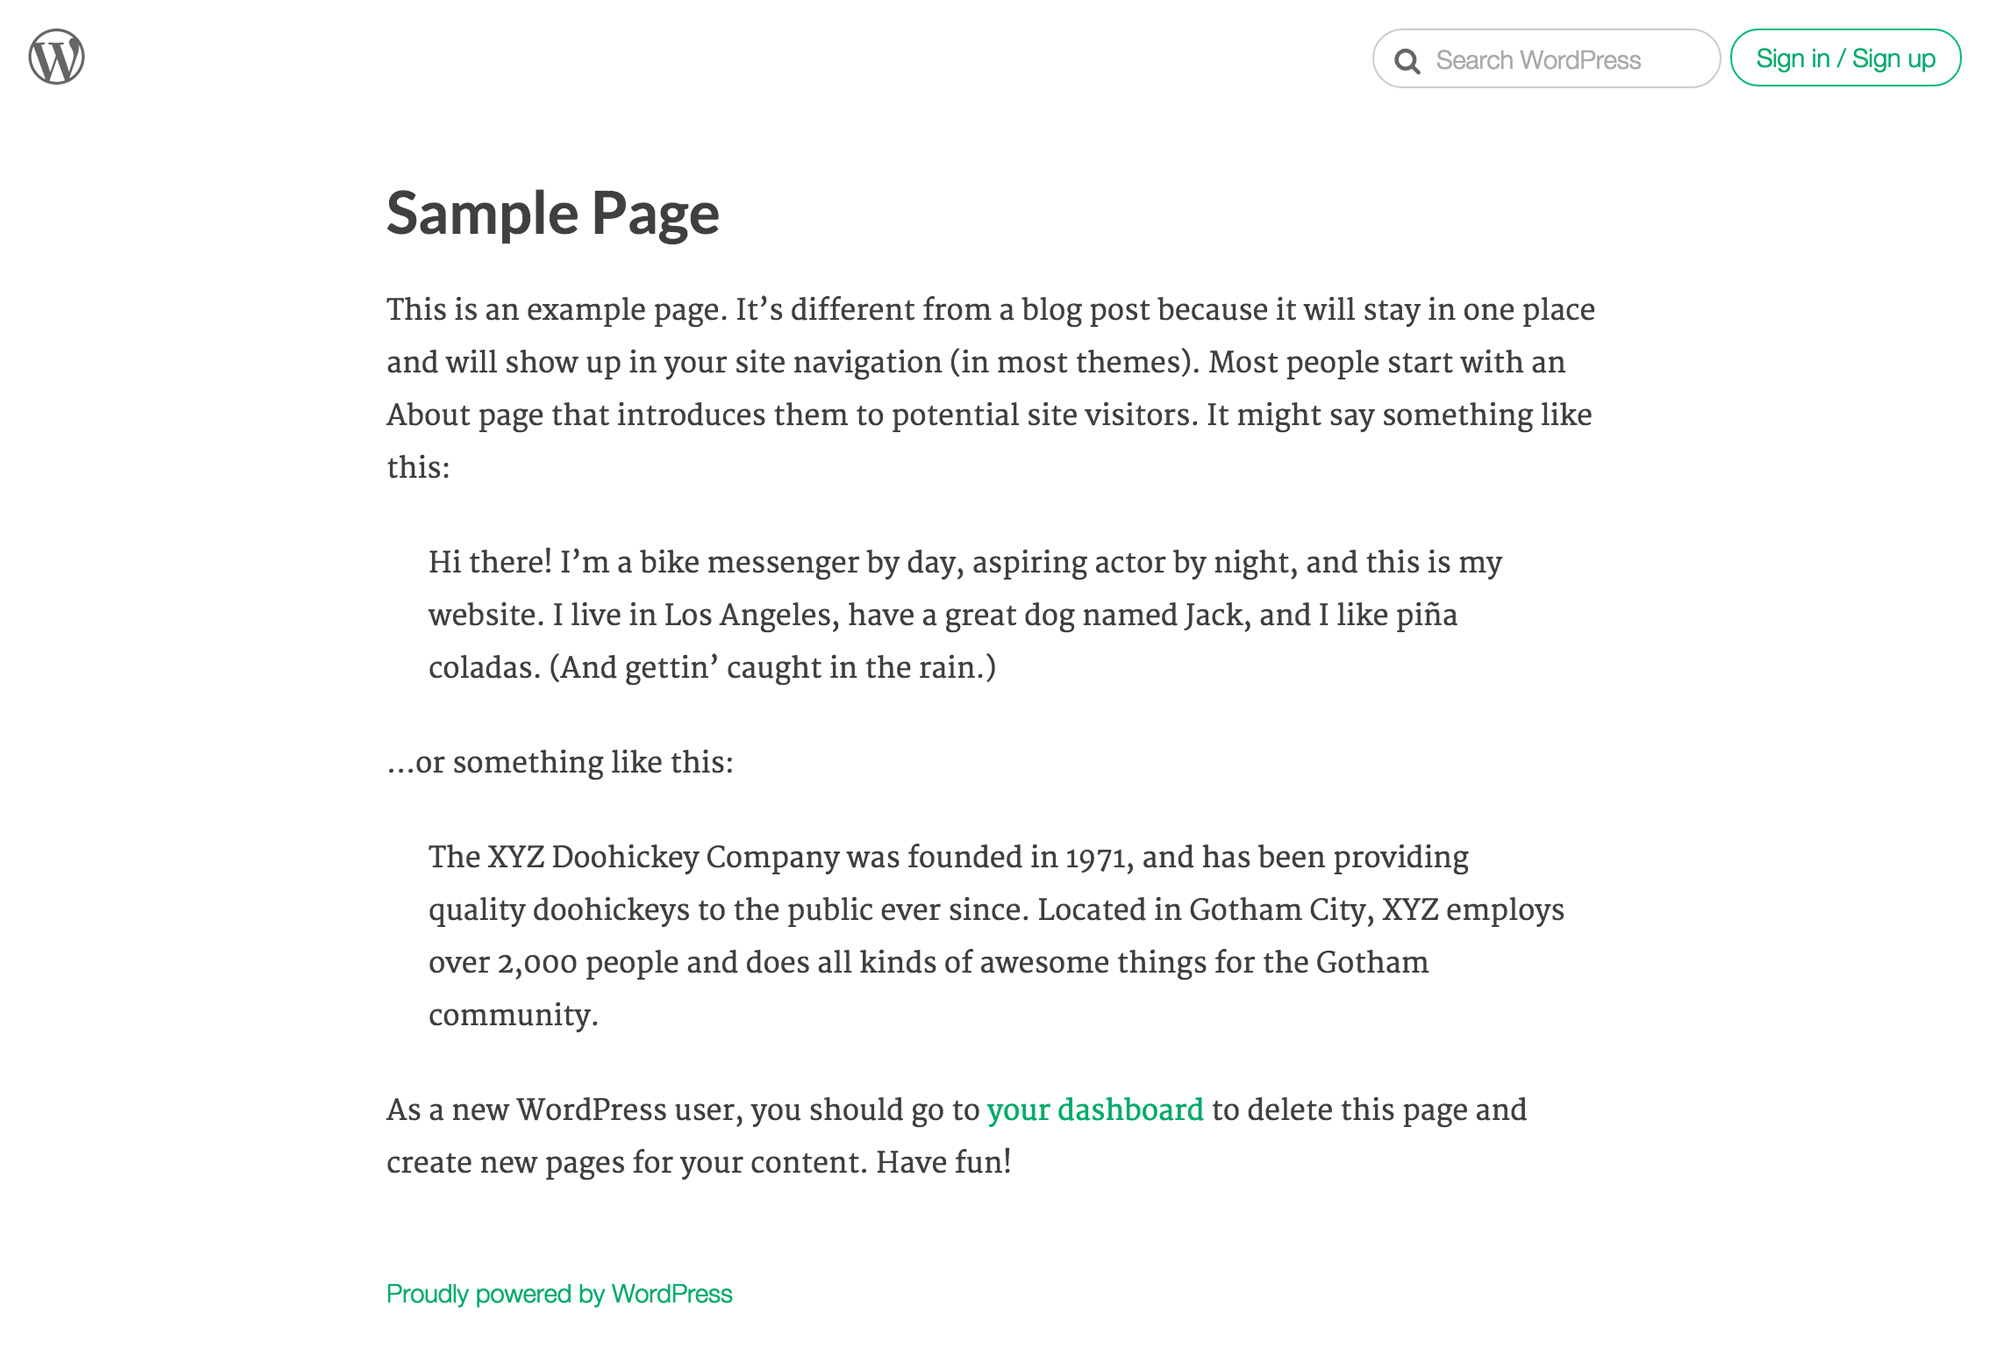 Search WordPress
Sign in / Sign up
Sample Page
This is an example page. It’s different from a blog post because it will stay in one place
and will show up in your site navigation (in most themes). Most people start with an
About page that introduces them to potential site visitors. It might say something like
this:
Hi there! I’m a bike messenger by day, aspiring actor by night, and this is my
website. I live in Los Angeles, have a great dog named Jack, and I like piña
coladas. (And gettin’ caught in the rain.)
…or something like this:
The XYZ Doohickey Company was founded in 1971, and has been providing
quality doohickeys to the public ever since. Located in Gotham City, XYZ employs
over 2,000 people and does all kinds of awesome things for the Gotham
community.
As a new WordPress user, you should go to your dashboard to delete this page and
create new pages for your content. Have fun!
Proudly powered by WordPress